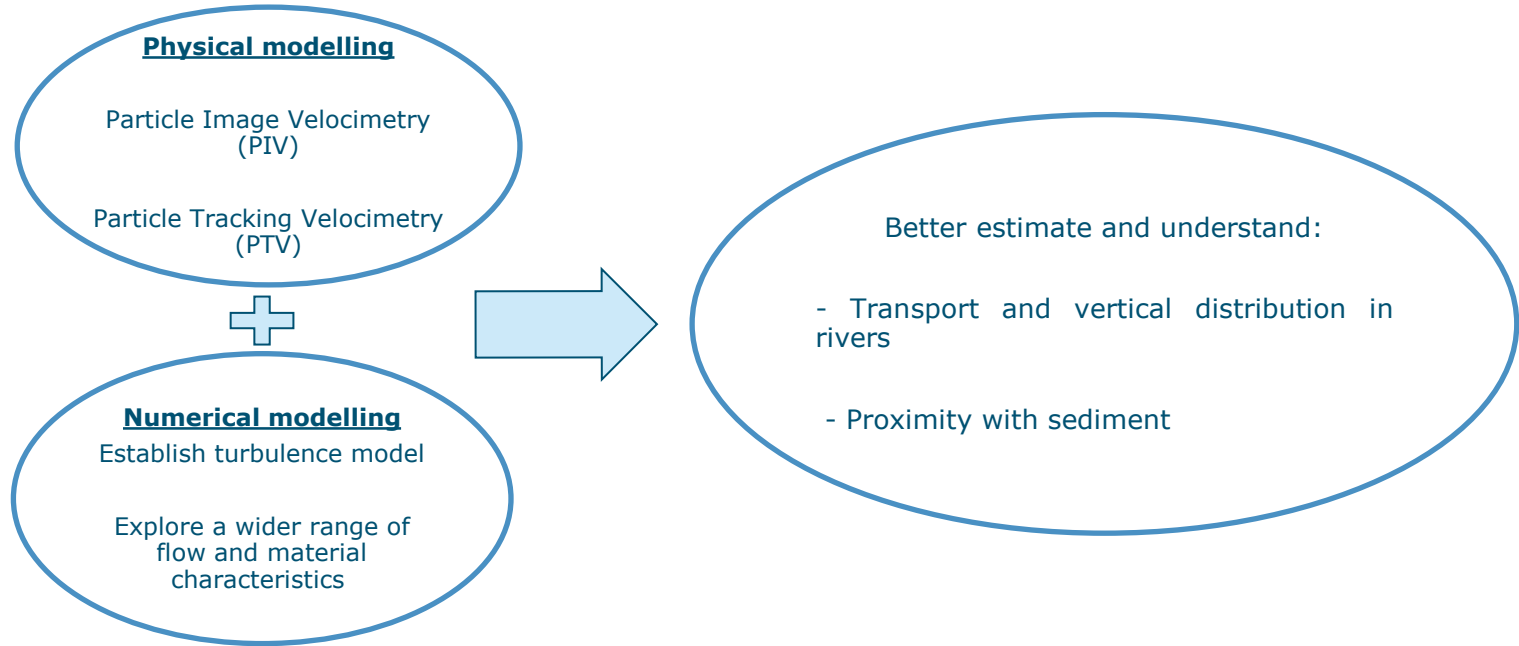 Physical modelling
Particle Image Velocimetry
(PIV)
Particle Tracking Velocimetry
(PTV)
Numerical modelling
Establish turbulence model
Explore a wider range of
flow and material
characteristics
Better estimate and understand:
- Transport and vertical distribution in
rivers
- Proximity with sediment